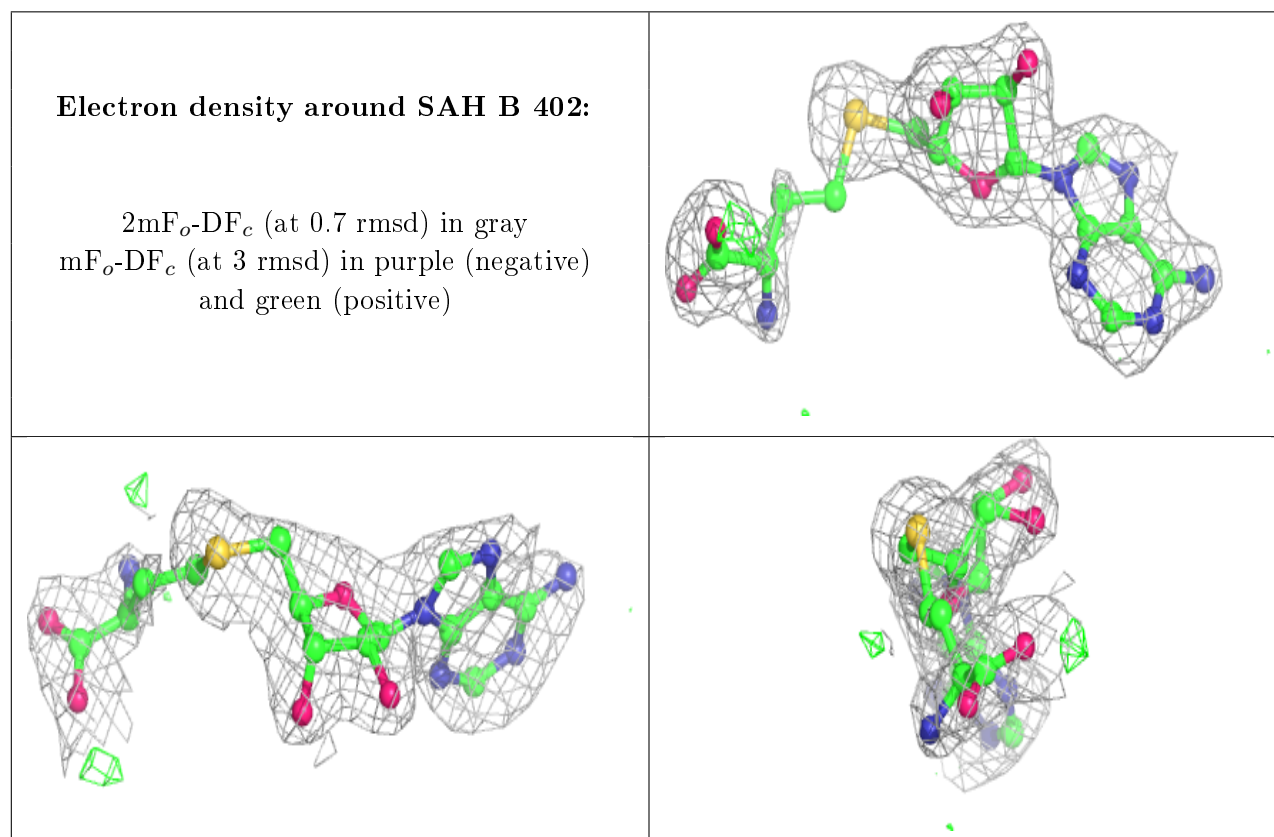 Electron density around SAH B 402:
2mFo-DFc (at 0.7 rmsd) in gray
mFo-DFc (at 3 rmsd) in purple (negative)
and green (positive)